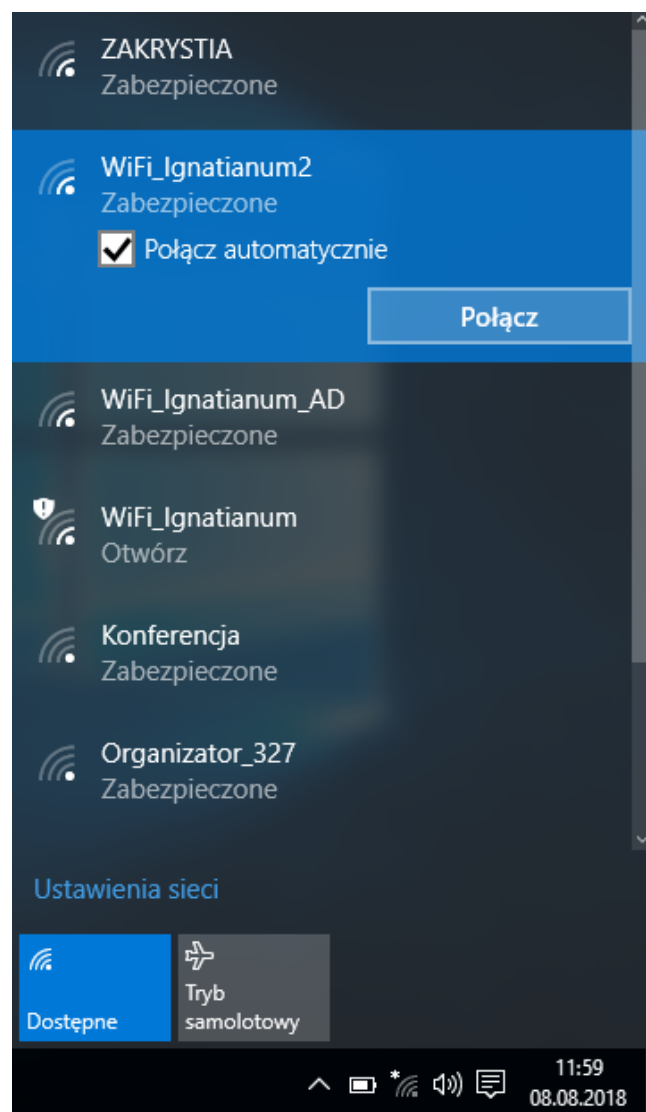 ZAKRYSTIA
Zabezpieczone
WiFi_Ignatianum2
Zabezpieczone
Połącz automatycznie
Połącz
WiFi_Ignatianum_AD
Zabezpieczone
WiFi_Ignatianum
Otwórz
Konferencja
Zabezpieczone
Organizator_327
Zabezpieczone
Ustawienia sieci
Dostępne
Tryb
samolotowy
11:59
08.08.2018